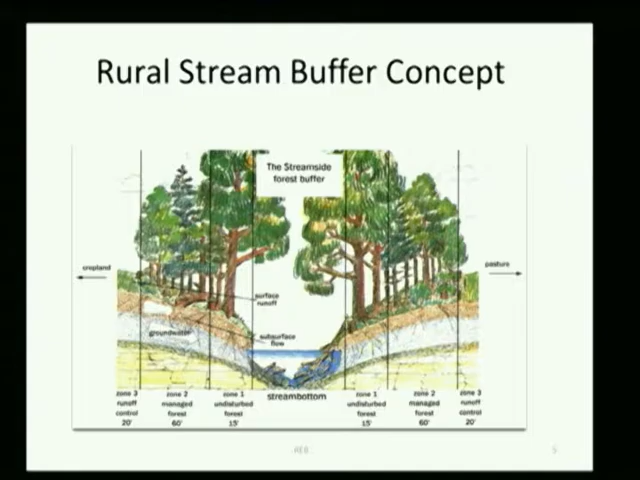 Rural Stream Buffer Concept
The Streamside
forest buffer
cropland
pasture
surface
runoff
groundwater
subsurface
flow
streambottom
zone 3
runoff
control
20'
zone 2
managed
forest
60'
zone 1
undisturbed
forest
15'
zone 1
undisturbed
forest
15'
zone 2
managed
forest
60'
zone 3
runoff
control
20'
5